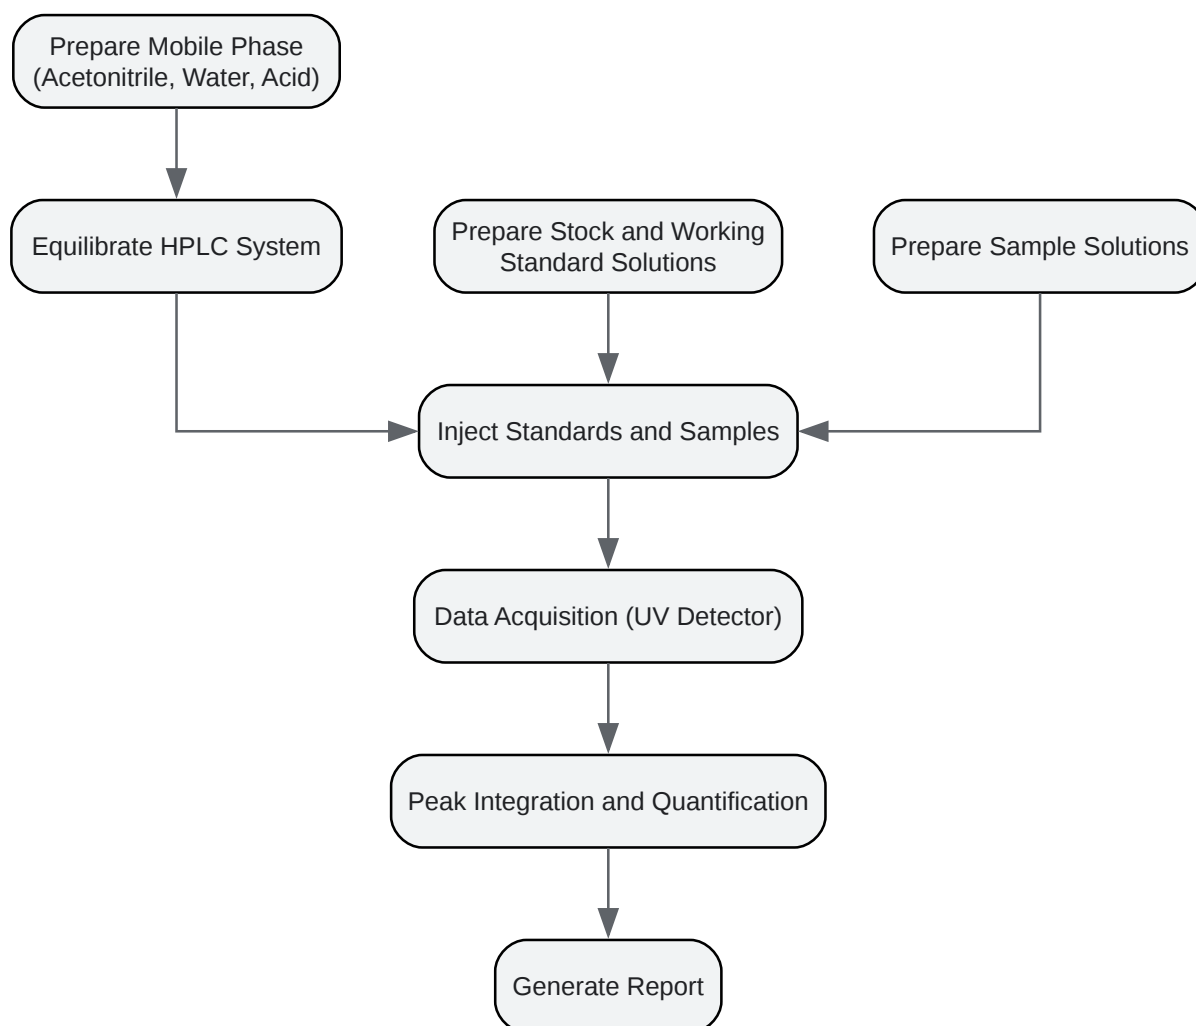 Prepare Mobile Phase
(Acetonitrile, Water, Acid)
Equilibrate HPLC System
Prepare Stock and Working
Standard Solutions
Prepare Sample Solutions
Inject Standards and Samples
Data Acquisition (UV Detector)
Peak Integration and Quantification
Generate Report